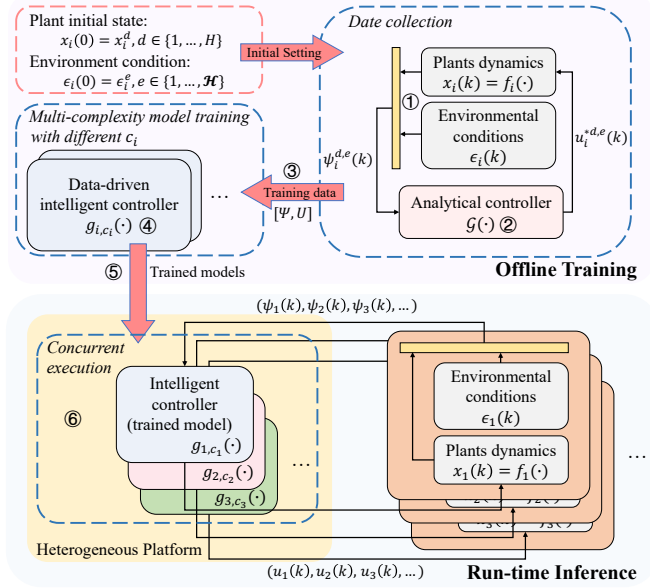 Plant initial state:
x_i(0) = x_i^d, d ∈ {1, …, H}
Environment condition:
ϵ_i(0) = ϵ_i^e, e ∈ {1, …, 𝓗}
Initial Setting
Date collection
Plants dynamics
x_i(k) = f_i(·)
①
Environmental
conditions
ϵ_i(k)
ψ_i^{d,e}(k)
u_i^{*d,e}(k)
Analytical controller
𝒢(·) ②
Offline Training
Multi-complexity model training
with different c_i
Data-driven
intelligent controller
g_{i,c_i}(·) ④
…
③
Training data
[Ψ, U]
⑤
Trained models
(ψ_1(k), ψ_2(k), ψ_3(k), …)
Concurrent
execution
⑥
Intelligent
controller
(trained model)
g_{1,c_1}(·)
g_{2,c_2}(·)
g_{3,c_3}(·)
…
Heterogeneous Platform
Environmental
conditions
ϵ_1(k)
Plants dynamics
x_1(k) = f_1(·)
…
(u_1(k), u_2(k), u_3(k), …)
Run-time Inference